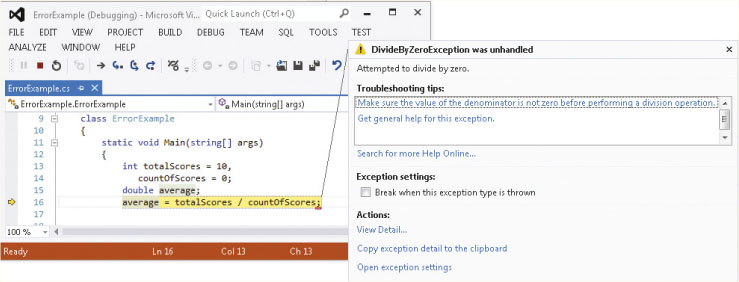 ErrorExample (Debugging) - Microsoft Vi
Quick Launch (Ctrl+Q)
FILE EDIT VIEW PROJECT BUILD DEBUG TEAM SQL TOOLS TEST
ANALYZE WINDOW HELP
ErrorExample.cs
ErrorExample.ErrorExample
Main(string[] args)
9 class ErrorExample
10 {
11 static void Main(string[] args)
12 {
13 int totalScores = 10,
14 countOfScores = 0;
15 double average;
16 average = totalScores / countOfScores;
17
100 %
Ready Ln 16 Col 13 Ch 13
DivideByZeroException was unhandled
Attempted to divide by zero.
Troubleshooting tips:
Make sure the value of the denominator is not zero before performing a division operation.
Get general help for this exception.
Search for more Help Online...
Exception settings:
Break when this exception type is thrown
Actions:
View Detail...
Copy exception detail to the clipboard
Open exception settings